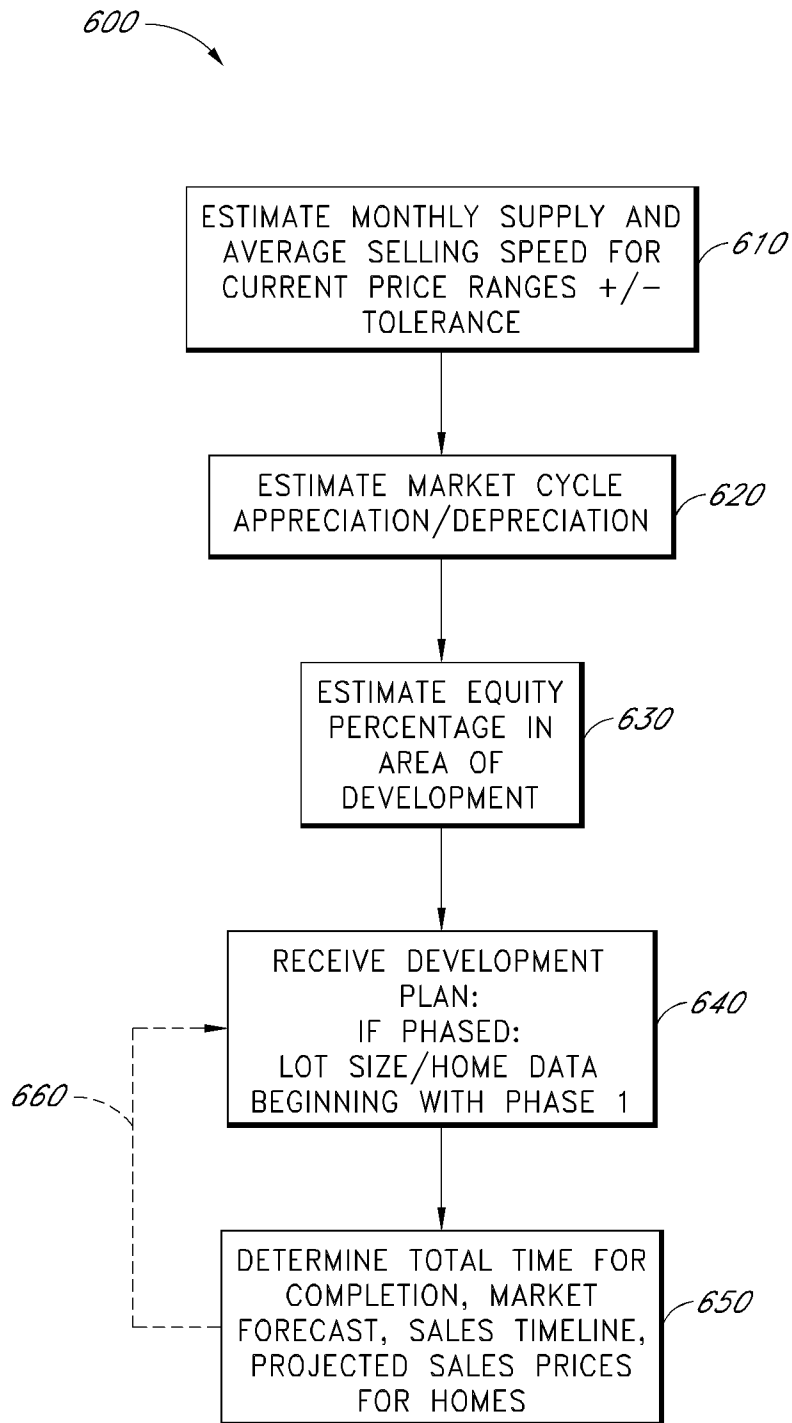 600
ESTIMATE MONTHLY SUPPLY AND
AVERAGE SELLING SPEED FOR
CURRENT PRICE RANGES +/-
TOLERANCE
610
ESTIMATE MARKET CYCLE
APPRECIATION/DEPRECIATION
620
ESTIMATE EQUITY
PERCENTAGE IN
AREA OF
DEVELOPMENT
630
RECEIVE DEVELOPMENT
PLAN:
IF PHASED:
LOT SIZE/HOME DATA
BEGINNING WITH PHASE 1
640
660
DETERMINE TOTAL TIME FOR
COMPLETION, MARKET
FORECAST, SALES TIMELINE,
PROJECTED SALES PRICES
FOR HOMES
650